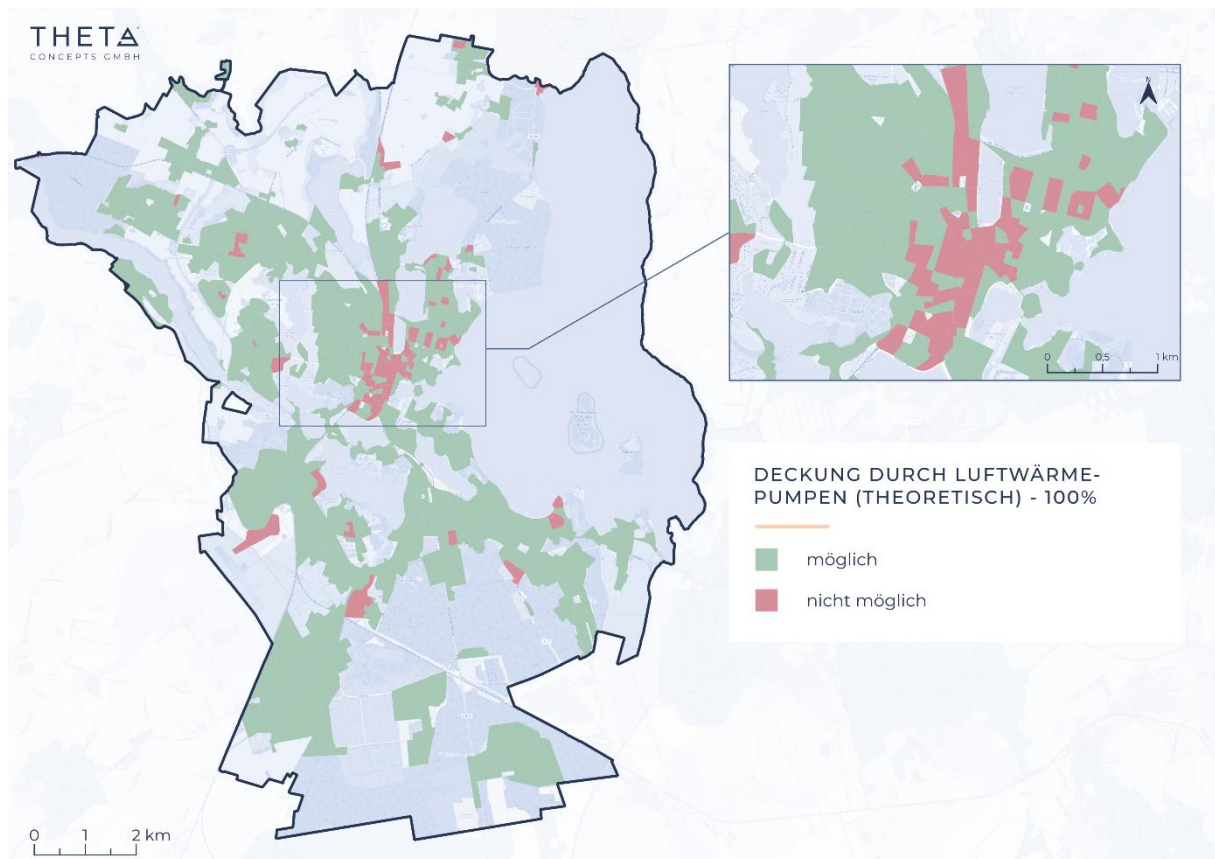 THETA
CONCEPTS GMBH
N
0 0,5 1 km
DECKUNG DURCH LUFTWÄRME-
PUMPEN (THEORETISCH) - 100%
möglich
nicht möglich
0 1 2 km